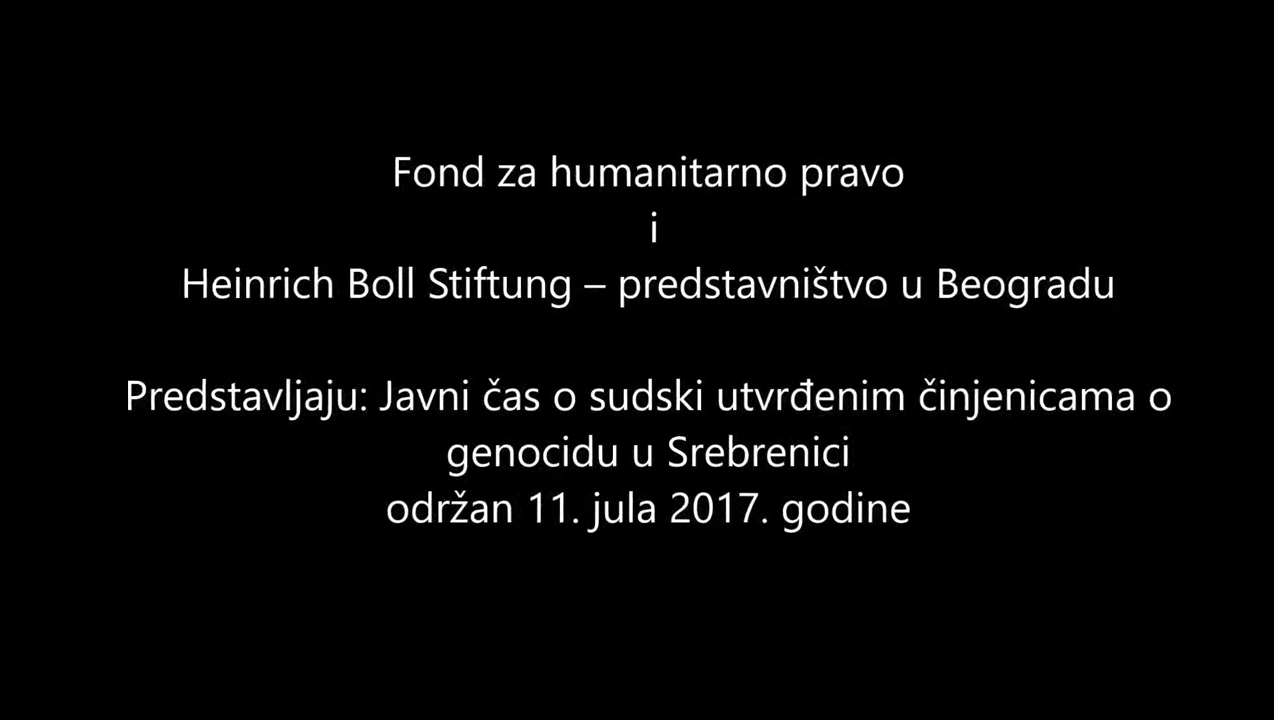 Fond za humanitarno pravo
i
Heinrich Boll Stiftung – predstavništvo u Beogradu
Predstavljaju: Javni čas o sudski utvrđenim činjenicama o
genocidu u Srebrenici
održan 11. jula 2017. godine